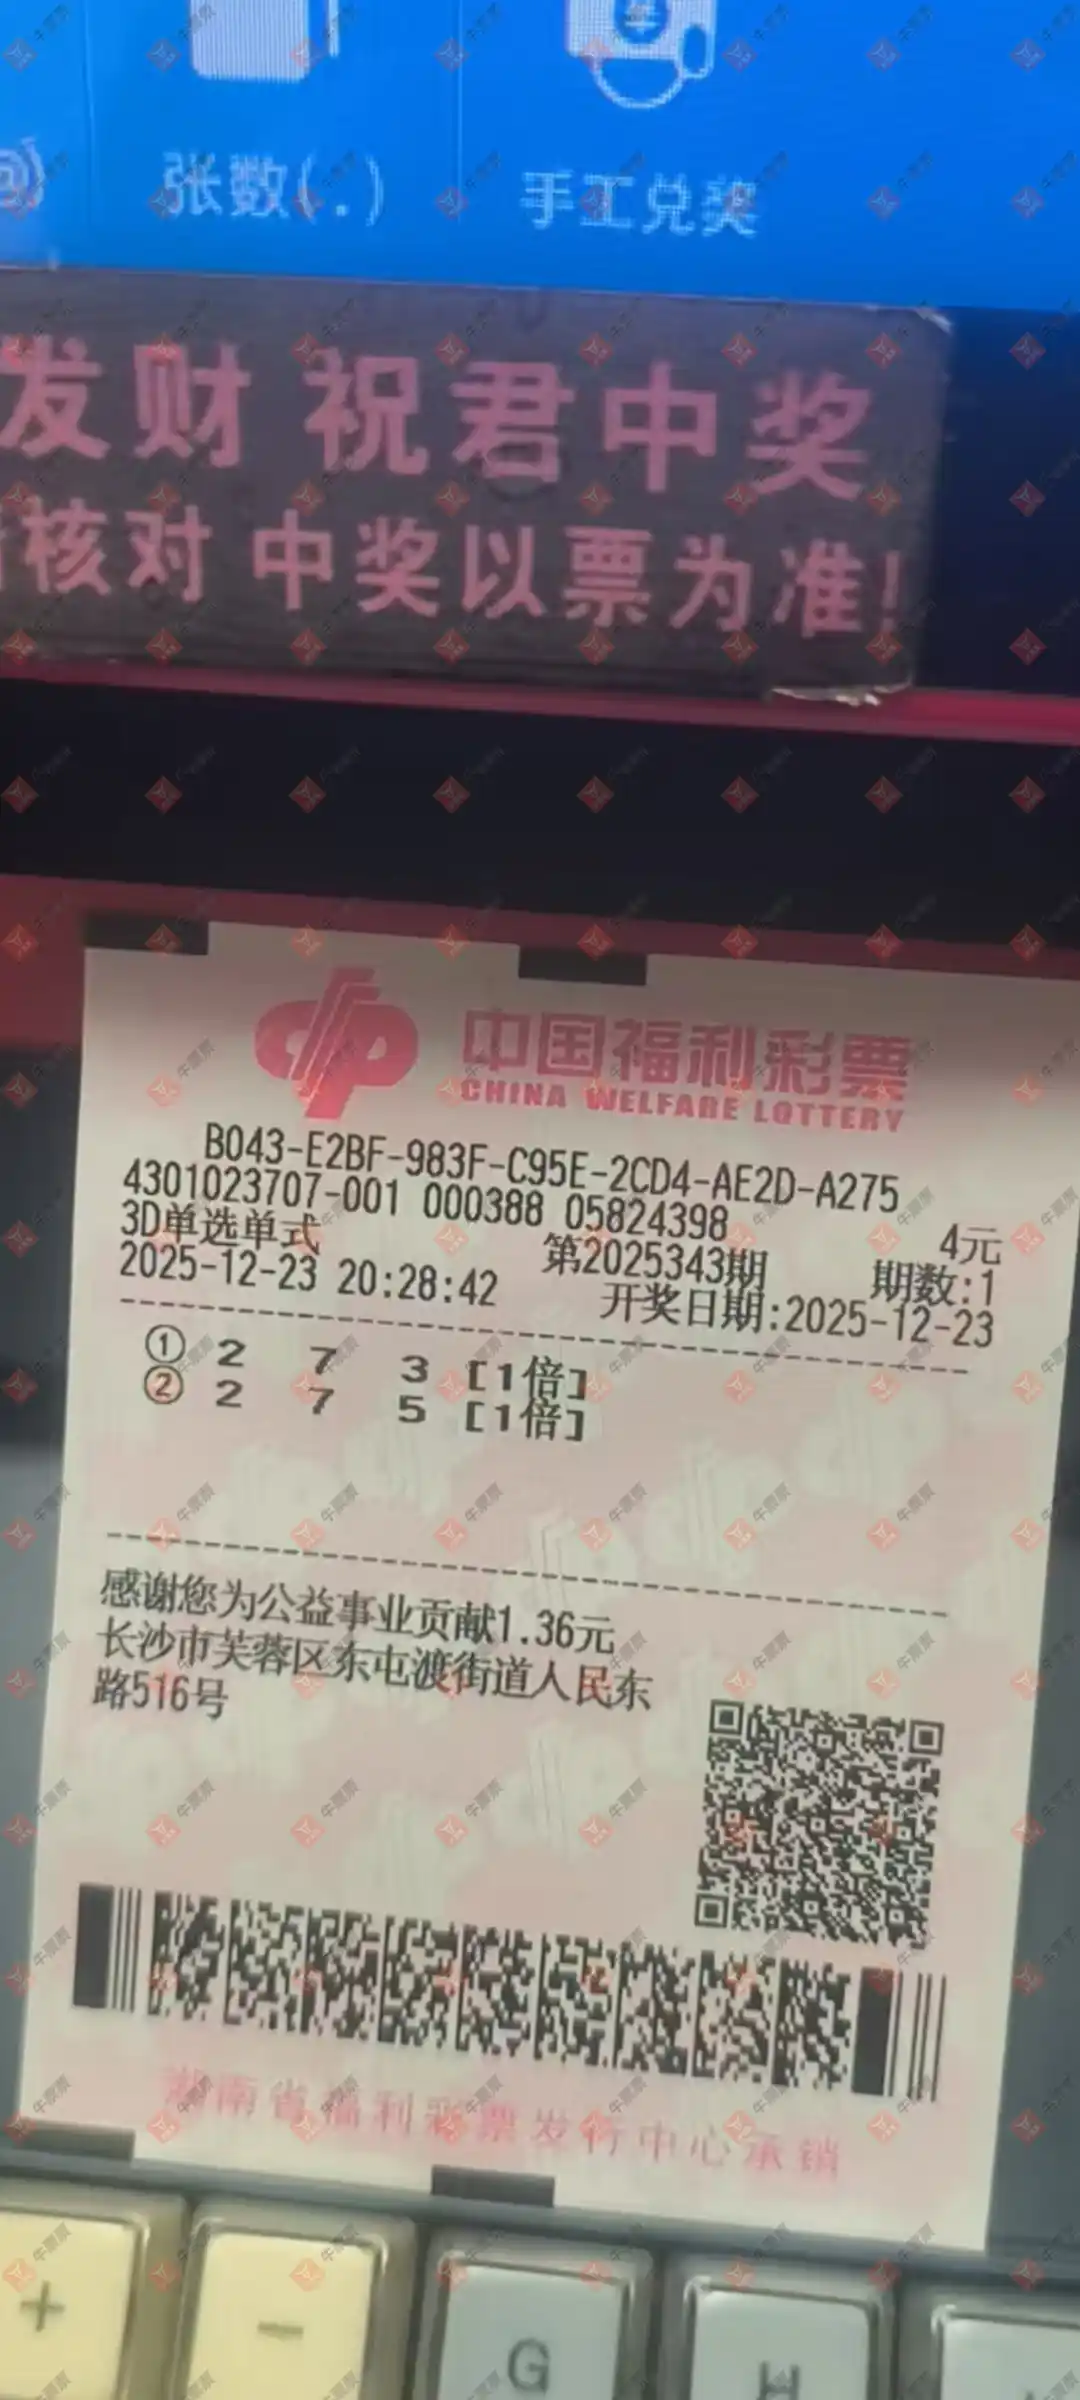 张数(.)
手工兑奖
发财 祝君中奖
核对 中奖以票为准!
中国福利彩票
CHINA WELFARE LOTTERY
B043-E2BF-983F-C95E-2CD4-AE2D-A275
4301023707-001 000388 05824398 4元
3D单选单式 第2025343期 期数:1
2025-12-23 20:28:42 开奖日期:2025-12-23
① 2 7 3 [1倍]
② 2 7 5 [1倍]
感谢您为公益事业贡献1.36元
长沙市芙蓉区东屯渡街道人民东
路516号
湖南省福利彩票发行中心承销
+ - G H
牛票票